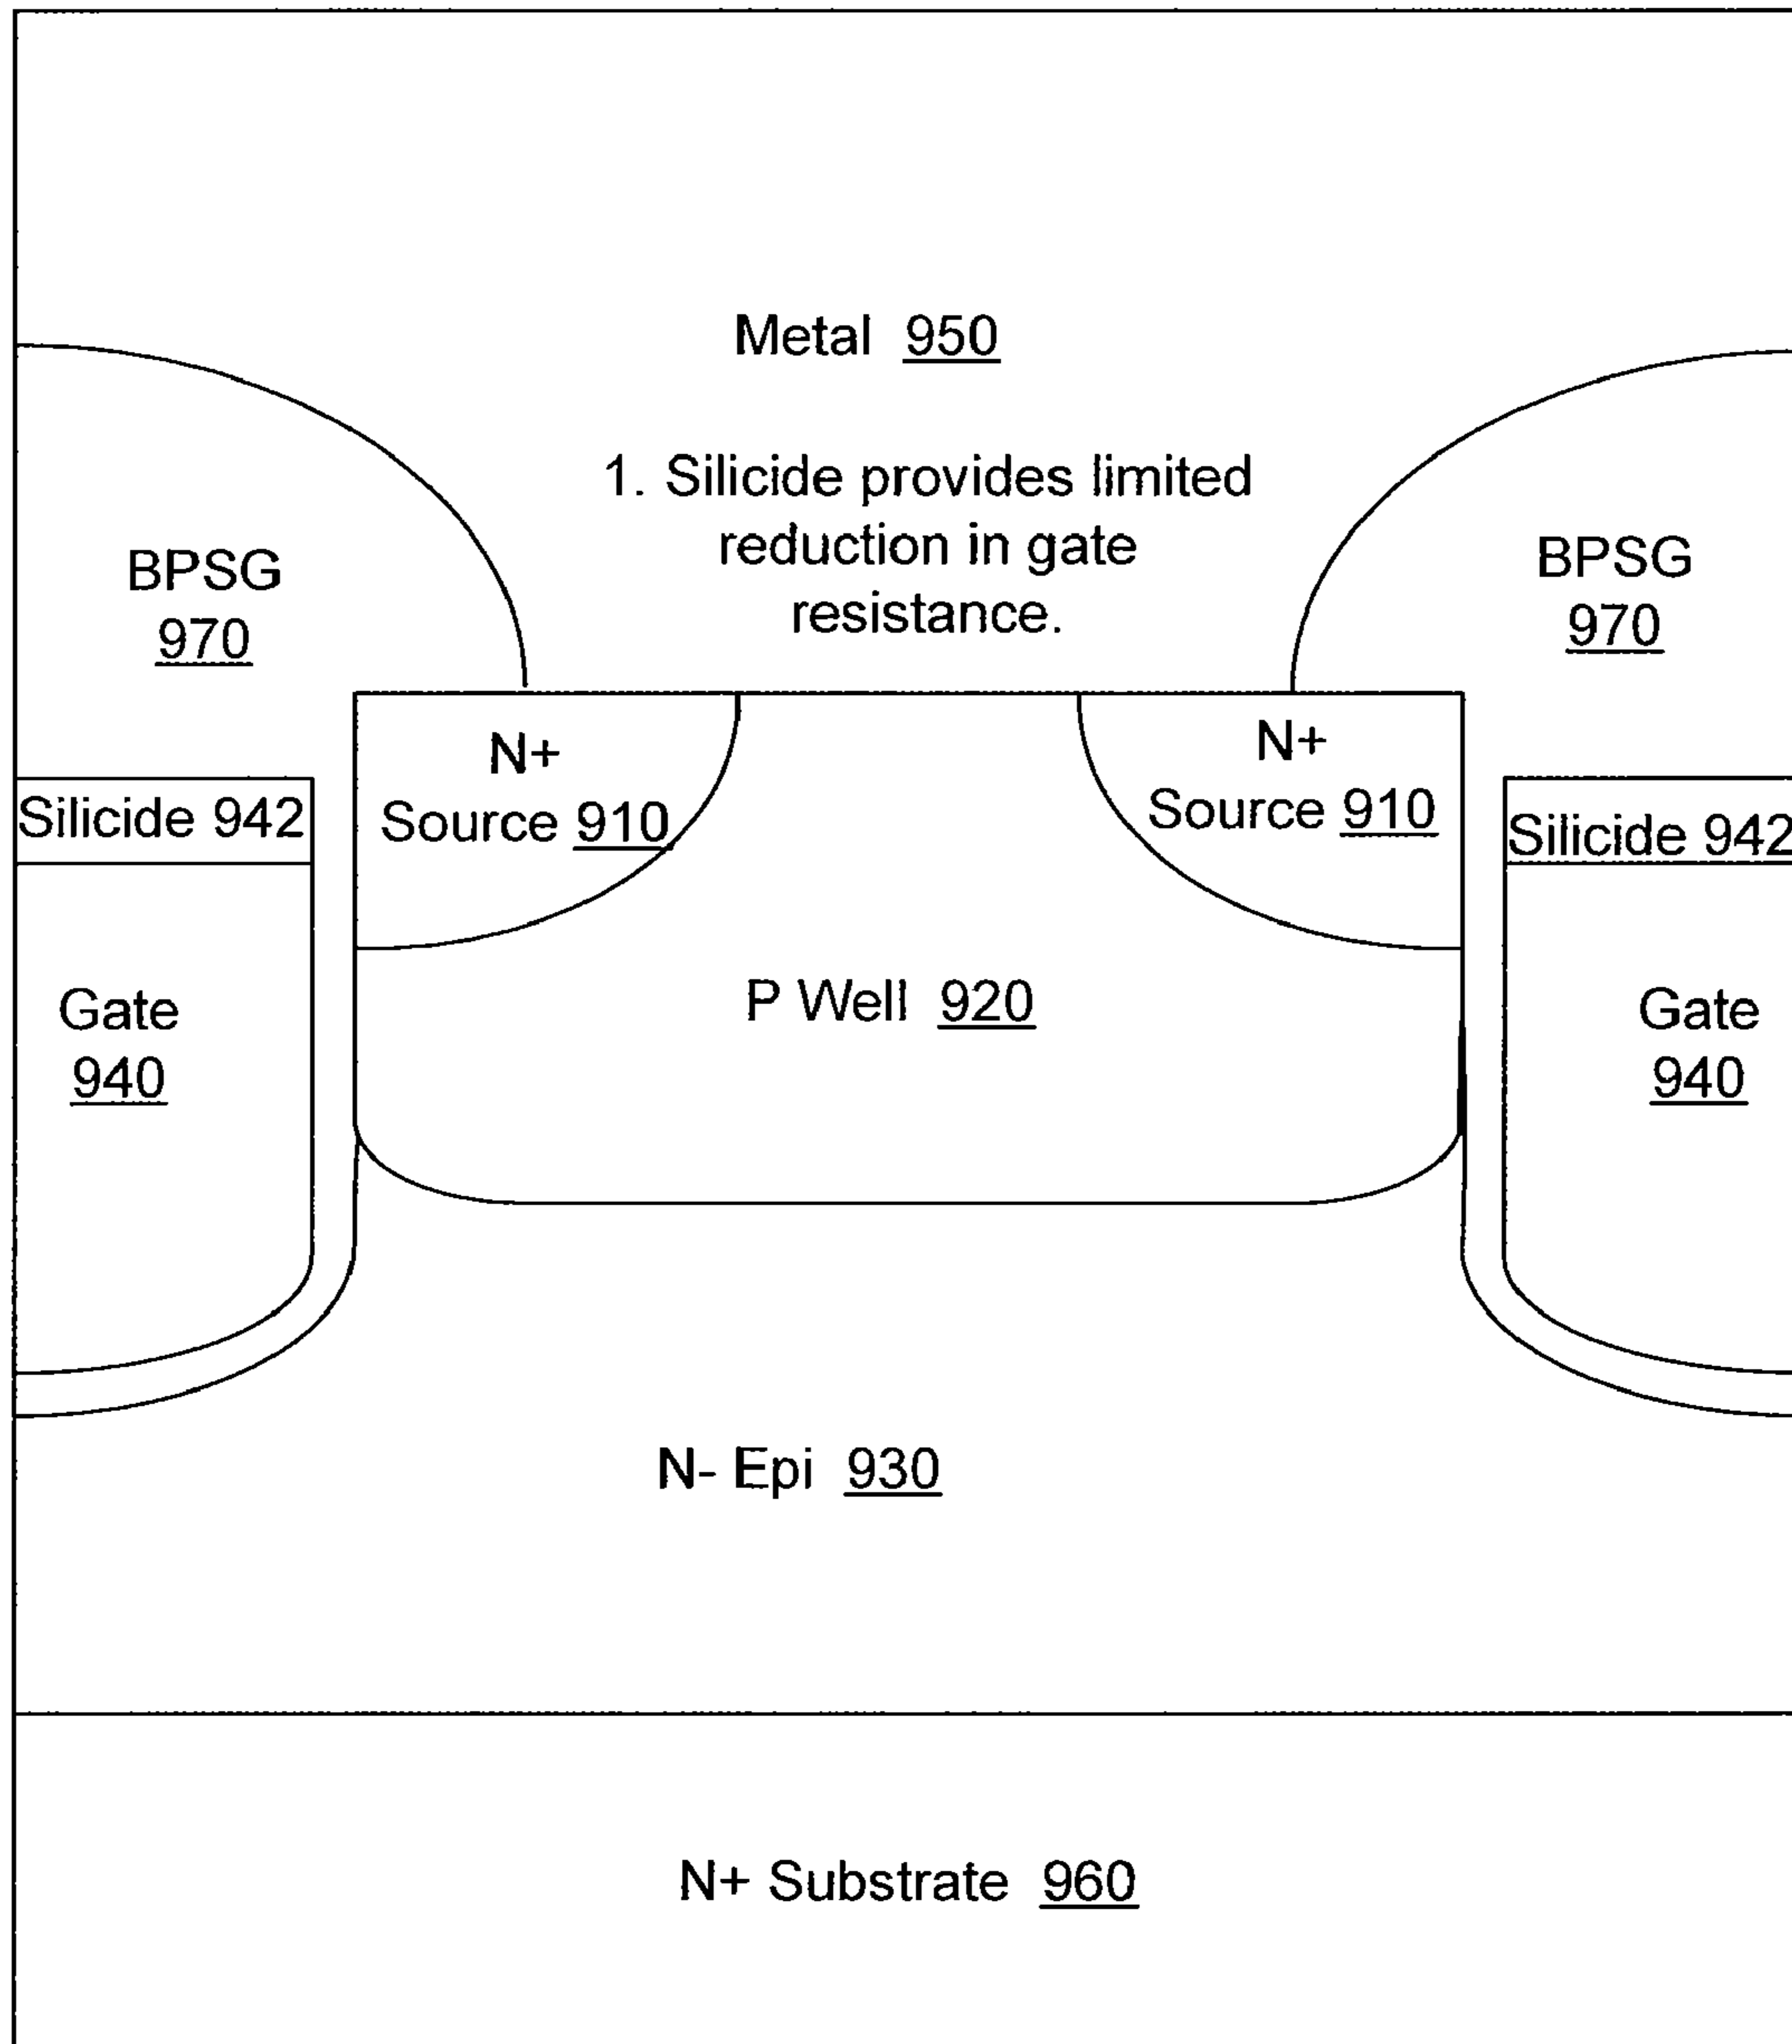 Metal 950
1. Silicide provides limited
reduction in gate
resistance.
BPSG
970
BPSG
970
N+
Source 910
N+
Source 910
Silicide 942
Silicide 942
Gate
940
P Well 920
Gate
940
N- Epi 930
N+ Substrate 960